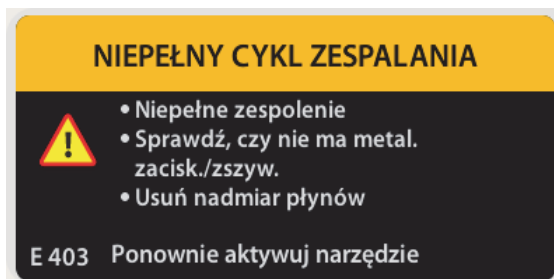 NIEPEŁNY CYKL ZESPALANIA
• Niepełne zespolenie
• Sprawdź, czy nie ma metal.
zacisk./zszyw.
• Usuń nadmiar płynów
E 403 Ponownie aktywuj narzędzie